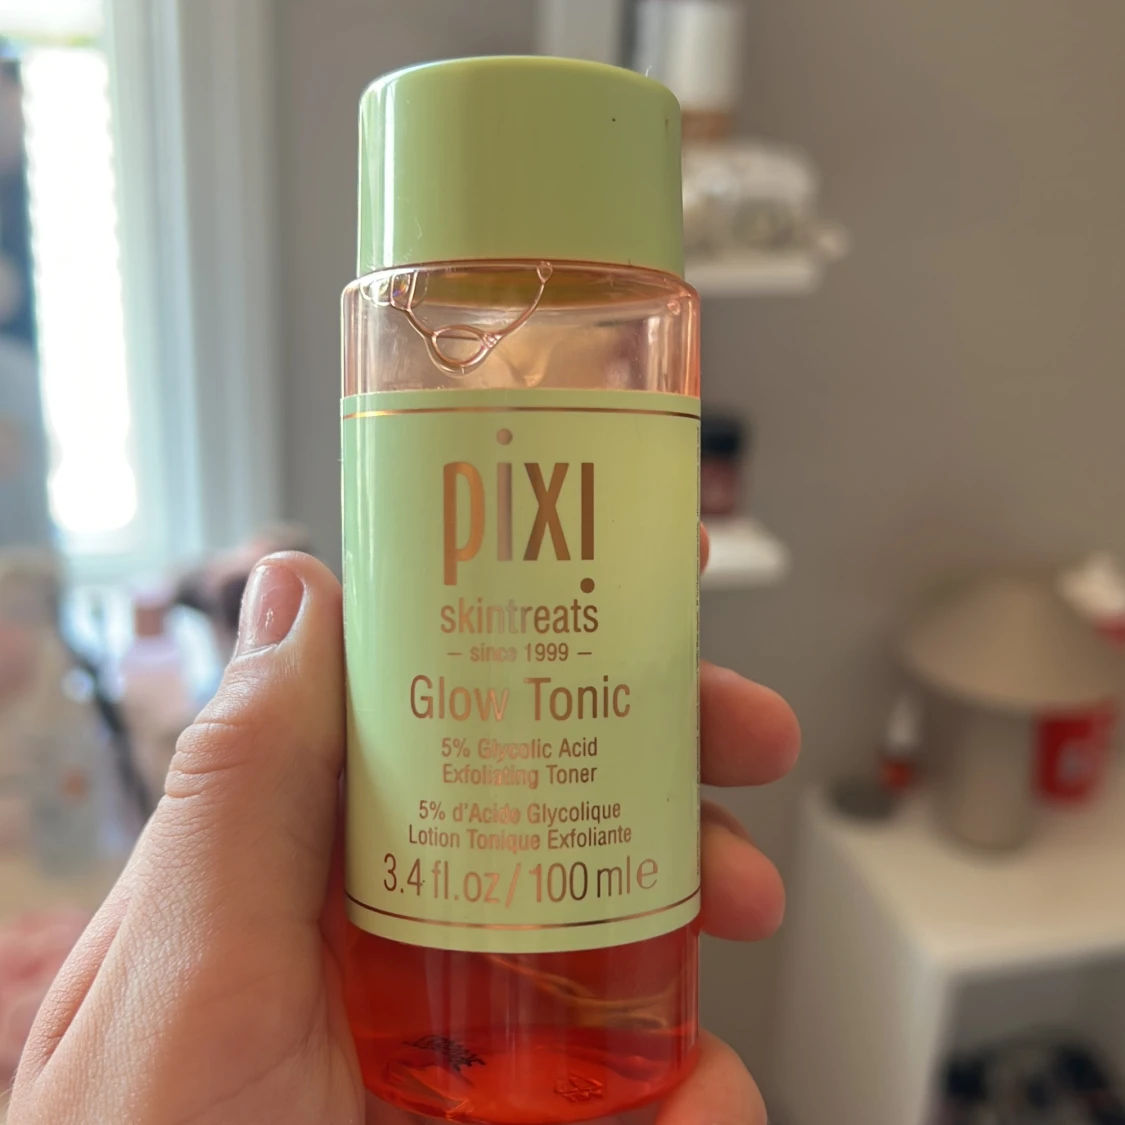 pixi
skintreats
– since 1999 –
Glow Tonic
5% Glycolic Acid
Exfoliating Toner
5% d'Acide Glycolique
Lotion Tonique Exfoliante
3.4 fl.oz/100 ml e